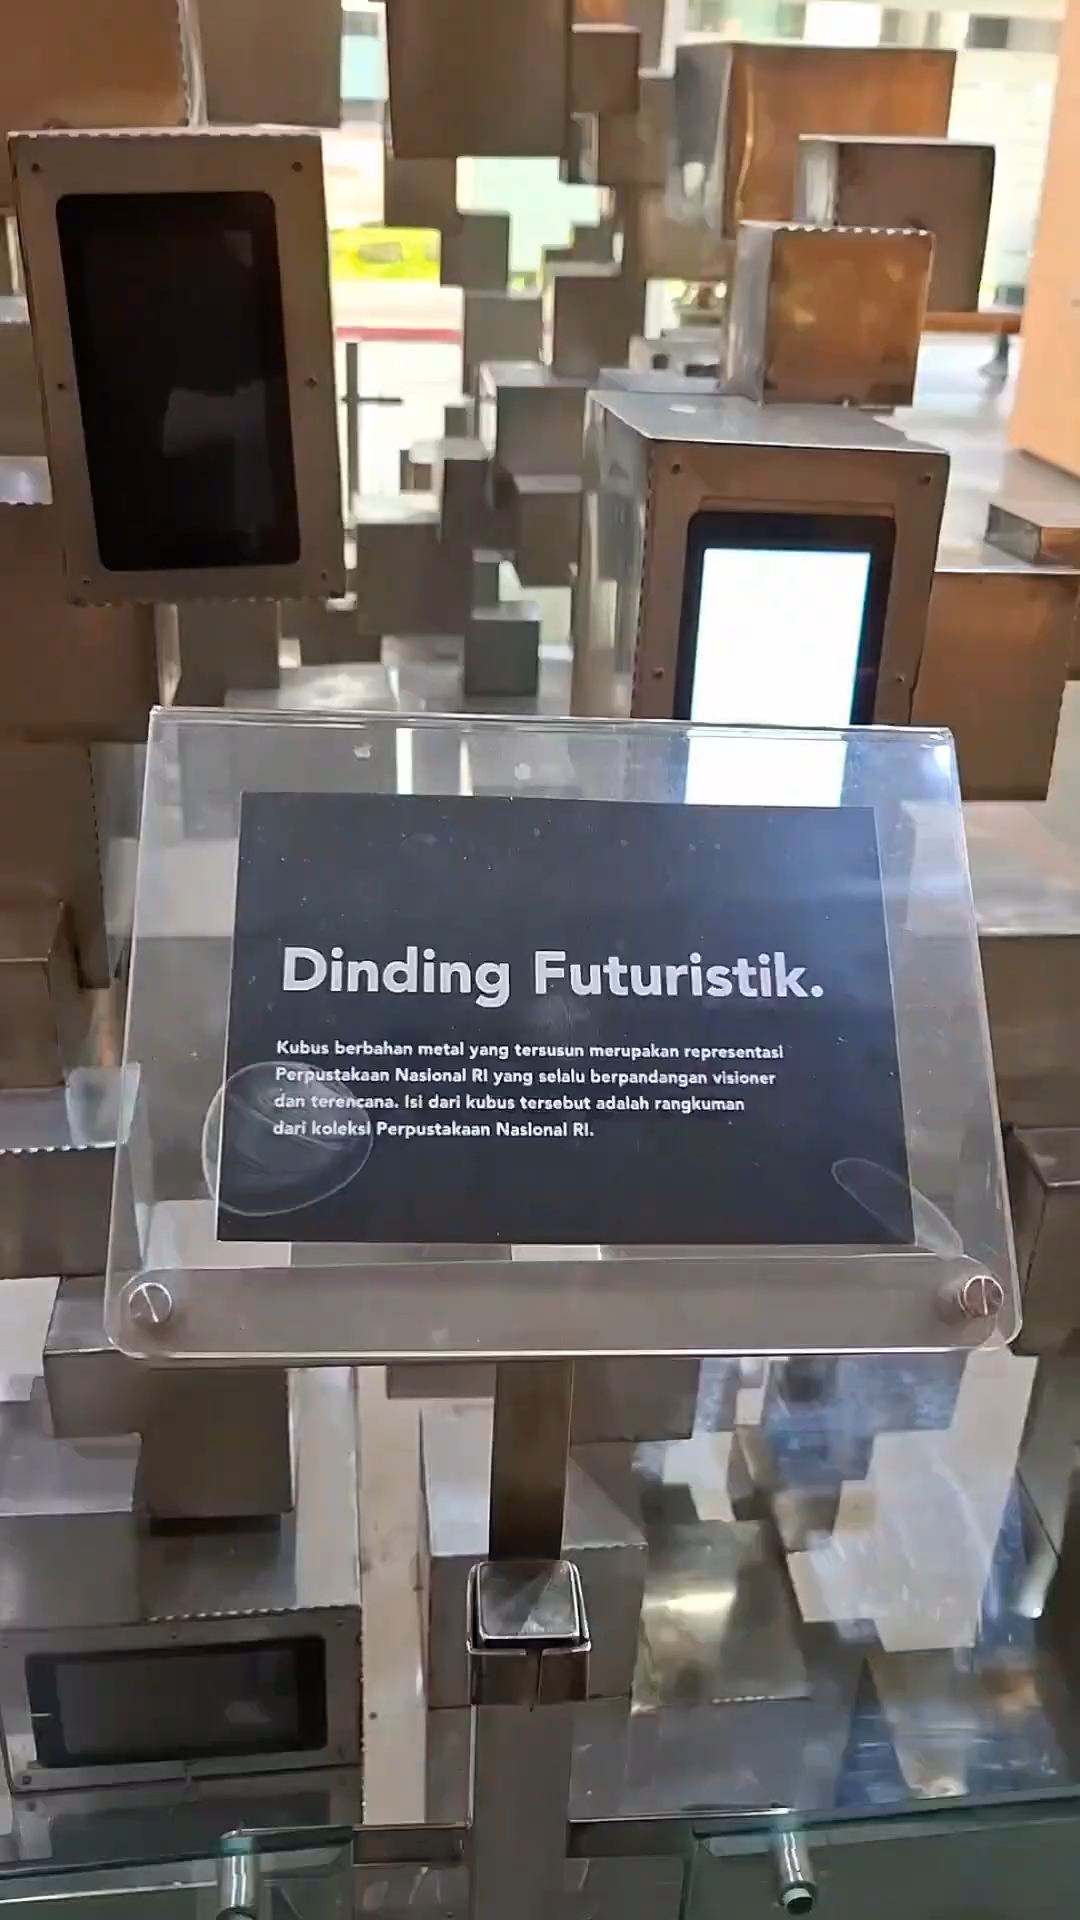 Dinding Futuristik.
Kubus berbahan metal yang tersusun merupakan representasi
Perpustakaan Nasional RI yang selalu berpandangan visioner
dan terencana. Isi dari kubus tersebut adalah rangkuman
dari koleksi Perpustakaan Nasional RI.